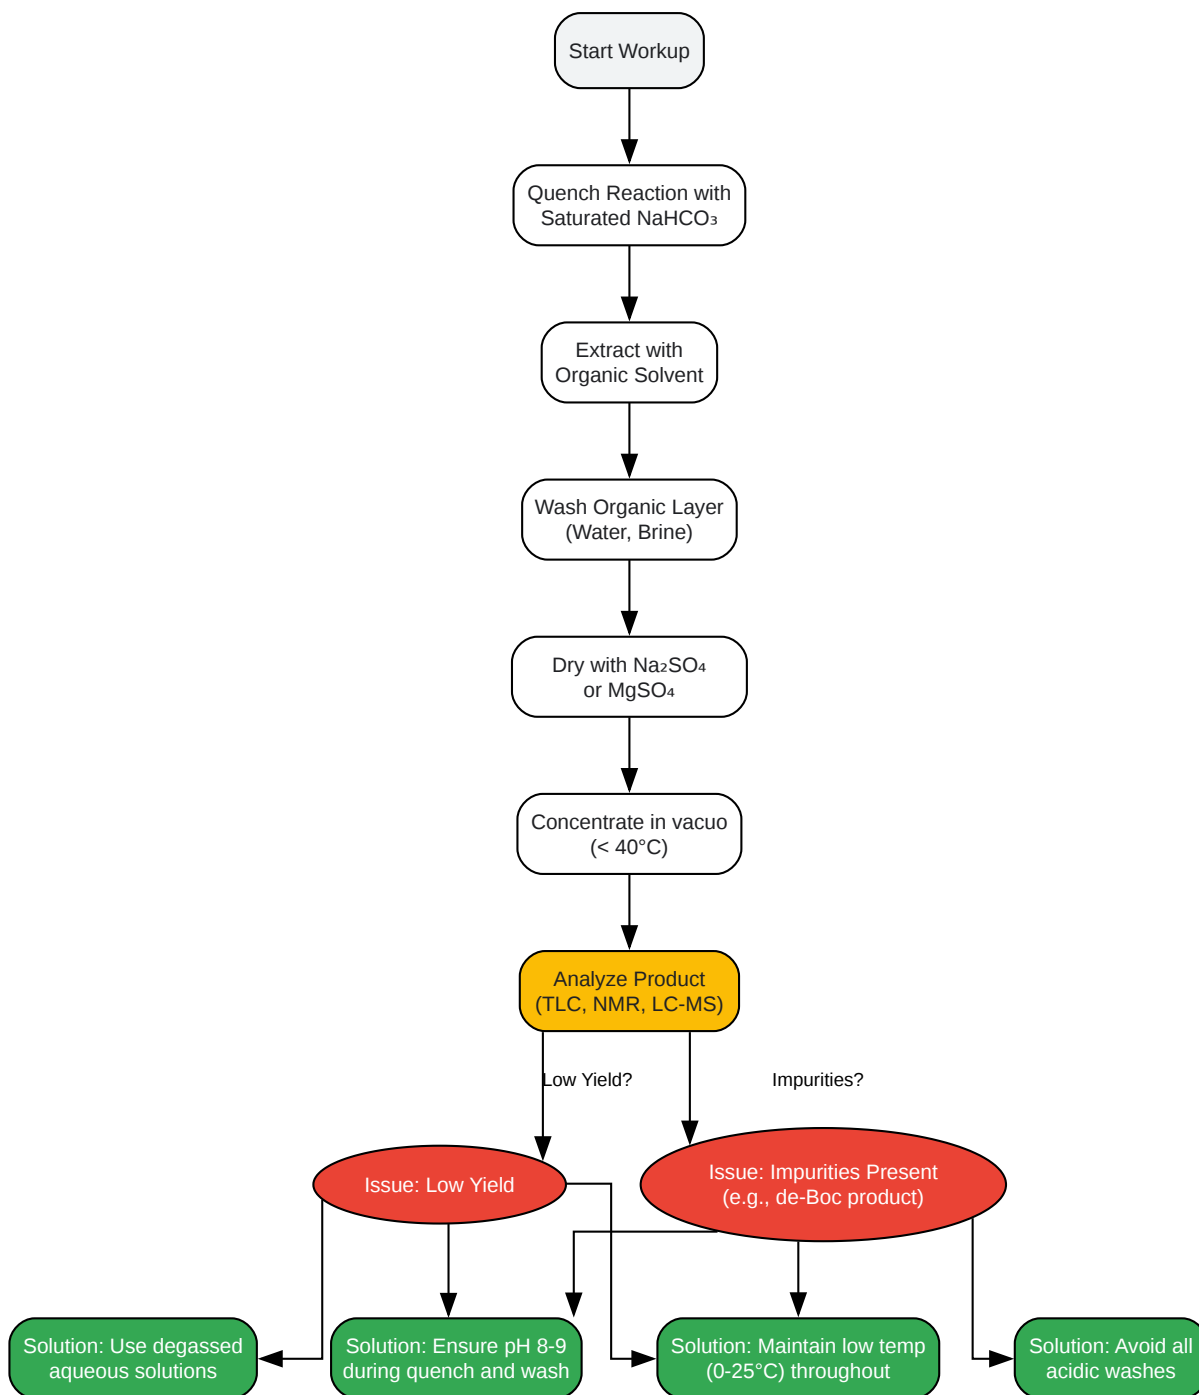 Start Workup
Quench Reaction with
Saturated NaHCO₃
Extract with
Organic Solvent
Wash Organic Layer
(Water, Brine)
Dry with Na₂SO₄
or MgSO₄
Concentrate in vacuo
(< 40°C)
Analyze Product
(TLC, NMR, LC-MS)
Low Yield?
Impurities?
Issue: Low Yield
Issue: Impurities Present
(e.g., de-Boc product)
Solution: Use degassed
aqueous solutions
Solution: Ensure pH 8-9
during quench and wash
Solution: Maintain low temp
(0-25°C) throughout
Solution: Avoid all
acidic washes